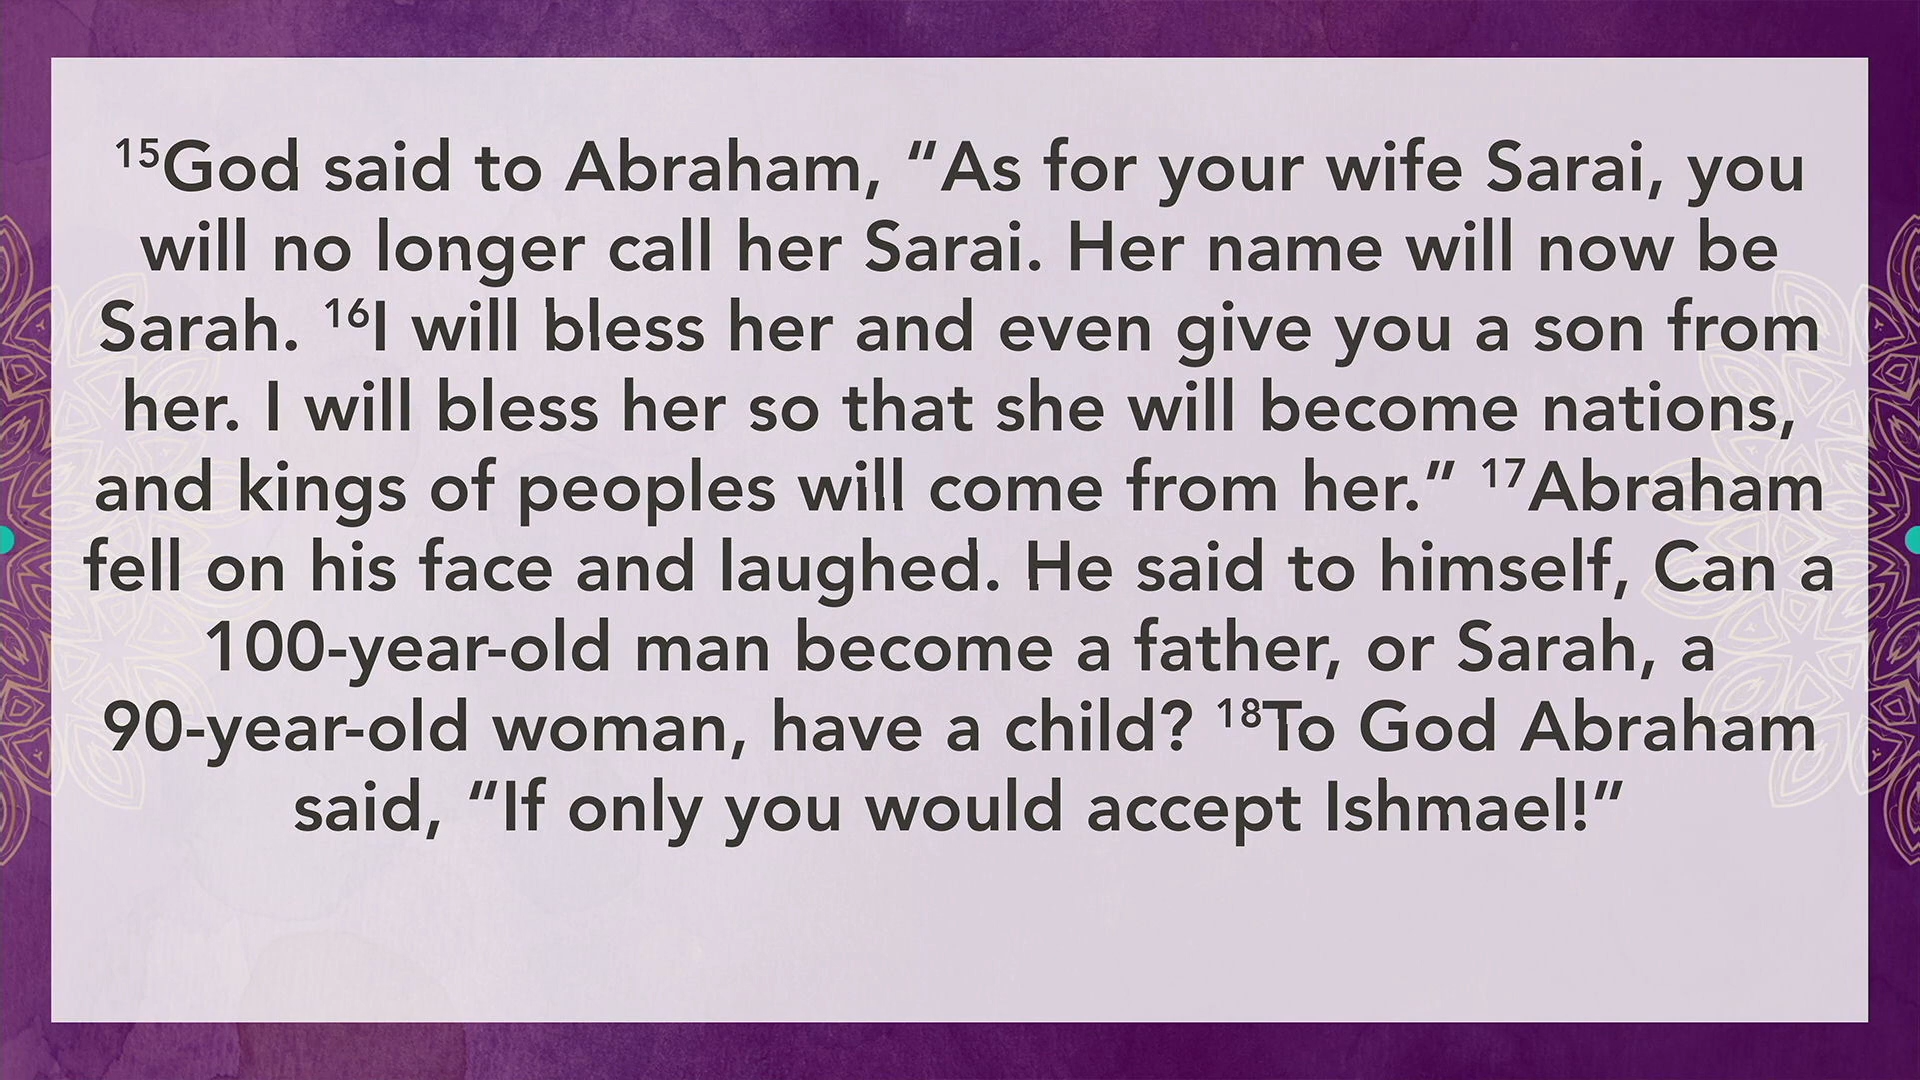 ¹⁵God said to Abraham, “As for your wife Sarai, you
will no longer call her Sarai. Her name will now be
Sarah. ¹⁶I will bless her and even give you a son from
her. I will bless her so that she will become nations,
and kings of peoples will come from her.” ¹⁷Abraham
fell on his face and laughed. He said to himself, Can a
100-year-old man become a father, or Sarah, a
90-year-old woman, have a child? ¹⁸To God Abraham
said, “If only you would accept Ishmael!”